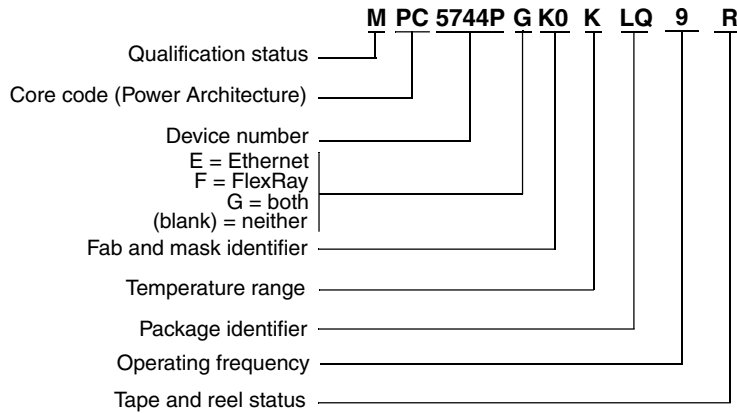 M PC 5744P G K0 K LQ 9 R
Qualification status
Core code (Power Architecture)
Device number
E = Ethernet
F = FlexRay
G = both
(blank) = neither
Fab and mask identifier
Temperature range
Package identifier
Operating frequency
Tape and reel status